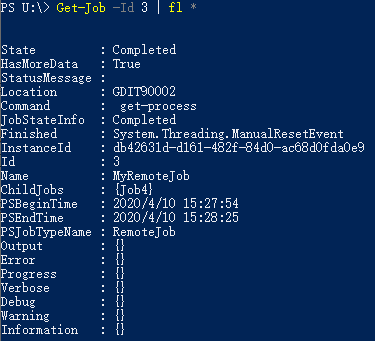 PS U:\> Get-Job -Id 3 | fl *
State : Completed
HasMoreData : True
StatusMessage :
Location : GDIT90002
Command : get-process
JobStateInfo : Completed
Finished : System.Threading.ManualResetEvent
InstanceId : db42631d-d161-482f-84d0-ac68d0fda0e9
Id : 3
Name : MyRemoteJob
ChildJobs : {Job4}
PSBeginTime : 2020/4/10 15:27:54
PSEndTime : 2020/4/10 15:28:25
PSJobTypeName : RemoteJob
Output : {}
Error : {}
Progress : {}
Verbose : {}
Debug : {}
Warning : {}
Information : {}